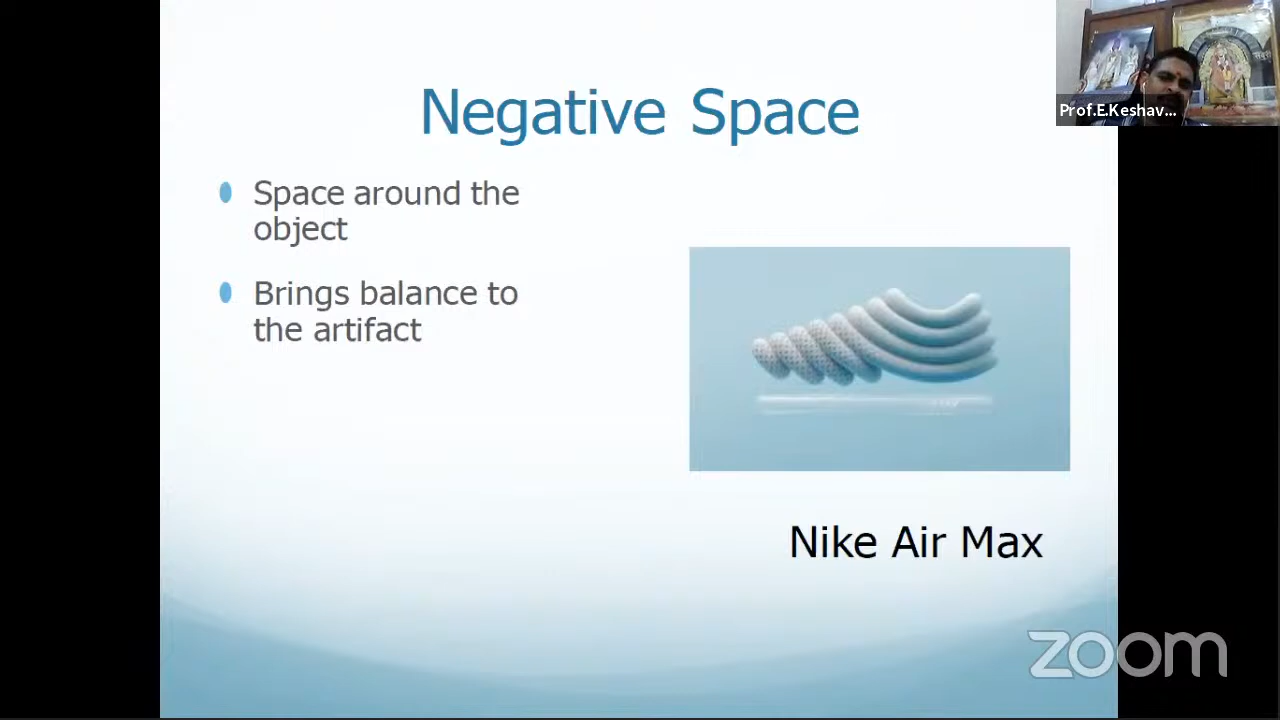 Negative Space
Prof.E.Keshav...
Space around the
object
Brings balance to
the artifact
Nike Air Max
zoom